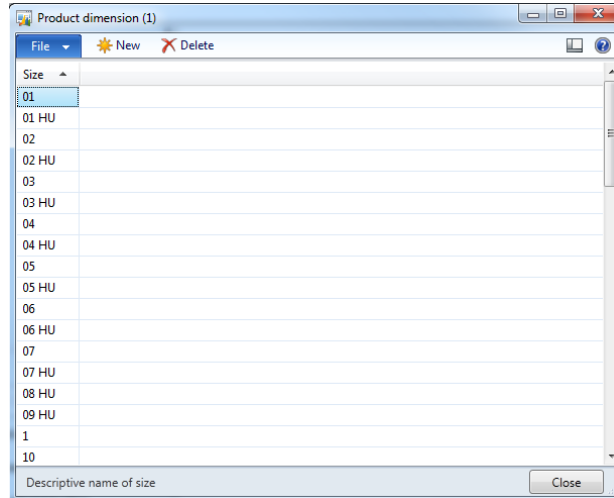 Product dimension (1)
File New Delete
Size
01
01 HU
02
02 HU
03
03 HU
04
04 HU
05
05 HU
06
06 HU
07
07 HU
08 HU
09 HU
1
10
Descriptive name of size Close